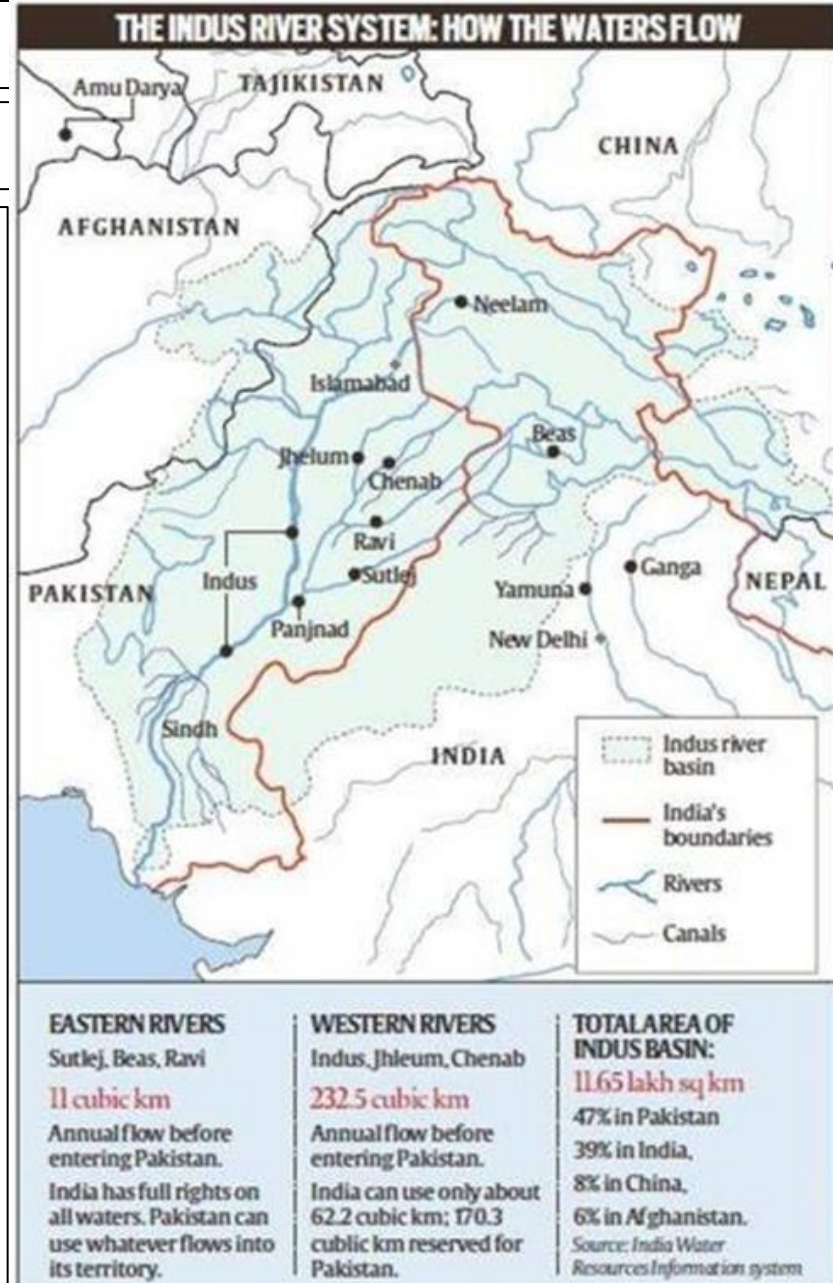 THE INDUS RIVER SYSTEM: HOW THE WATERS FLOW
Amu Darya
TAJIKISTAN
CHINA
AFGHANISTAN
Neelam
Islamabad
Beas
Jhelum
Chenab
Ravi
Indus
Sutlej
PAKISTAN
Panjnad
Yamuna
Ganga
NEPAL
New Delhi
Sindh
INDIA
Indus river
basin
India's
boundaries
Rivers
Canals
EASTERN RIVERS
Sutlej, Beas, Ravi
11 cubic km
Annual flow before
entering Pakistan.
India has full rights on
all waters. Pakistan can
use whatever flows into
its territory.
WESTERN RIVERS
Indus, Jhleum, Chenab
232.5 cubic km
Annual flow before
entering Pakistan.
India can use only about
62.2 cubic km; 170.3
cublic km reserved for
Pakistan.
TOTAL AREA OF
INDUS BASIN:
11.65 lakh sq km
47% in Pakistan
39% in India,
8% in China,
6% in Afghanistan.
Source: India Water
Resources Information system